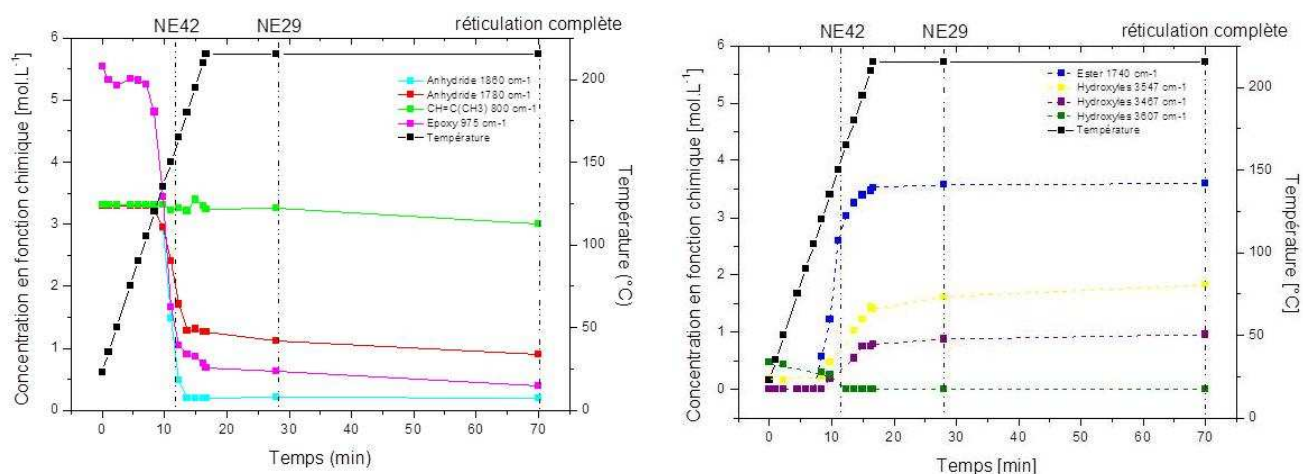 NE42 NE29 réticulation complète
Concentration en fonction chimique [mol.L-1]
6
5
4
3
2
1
0
Anhydride 1860 cm-1
Anhydride 1780 cm-1
CH=C(CH3) 800 cm-1
Epoxy 975 cm-1
Température
200
150
100
50
0
Température (°C)
0 10 20 30 40 50 60 70
Temps (min)
NE42 NE29 réticulation complète
Concentration en fonction chimique [mol.L-1]
6
5
4
3
2
1
0
Ester 1740 cm-1
Hydroxyles 3547 cm-1
Hydroxyles 3467 cm-1
Hydroxyles 3607 cm-1
Température
200
150
100
50
0
Température [°C]
0 10 20 30 40 50 60 70
Temps [min]